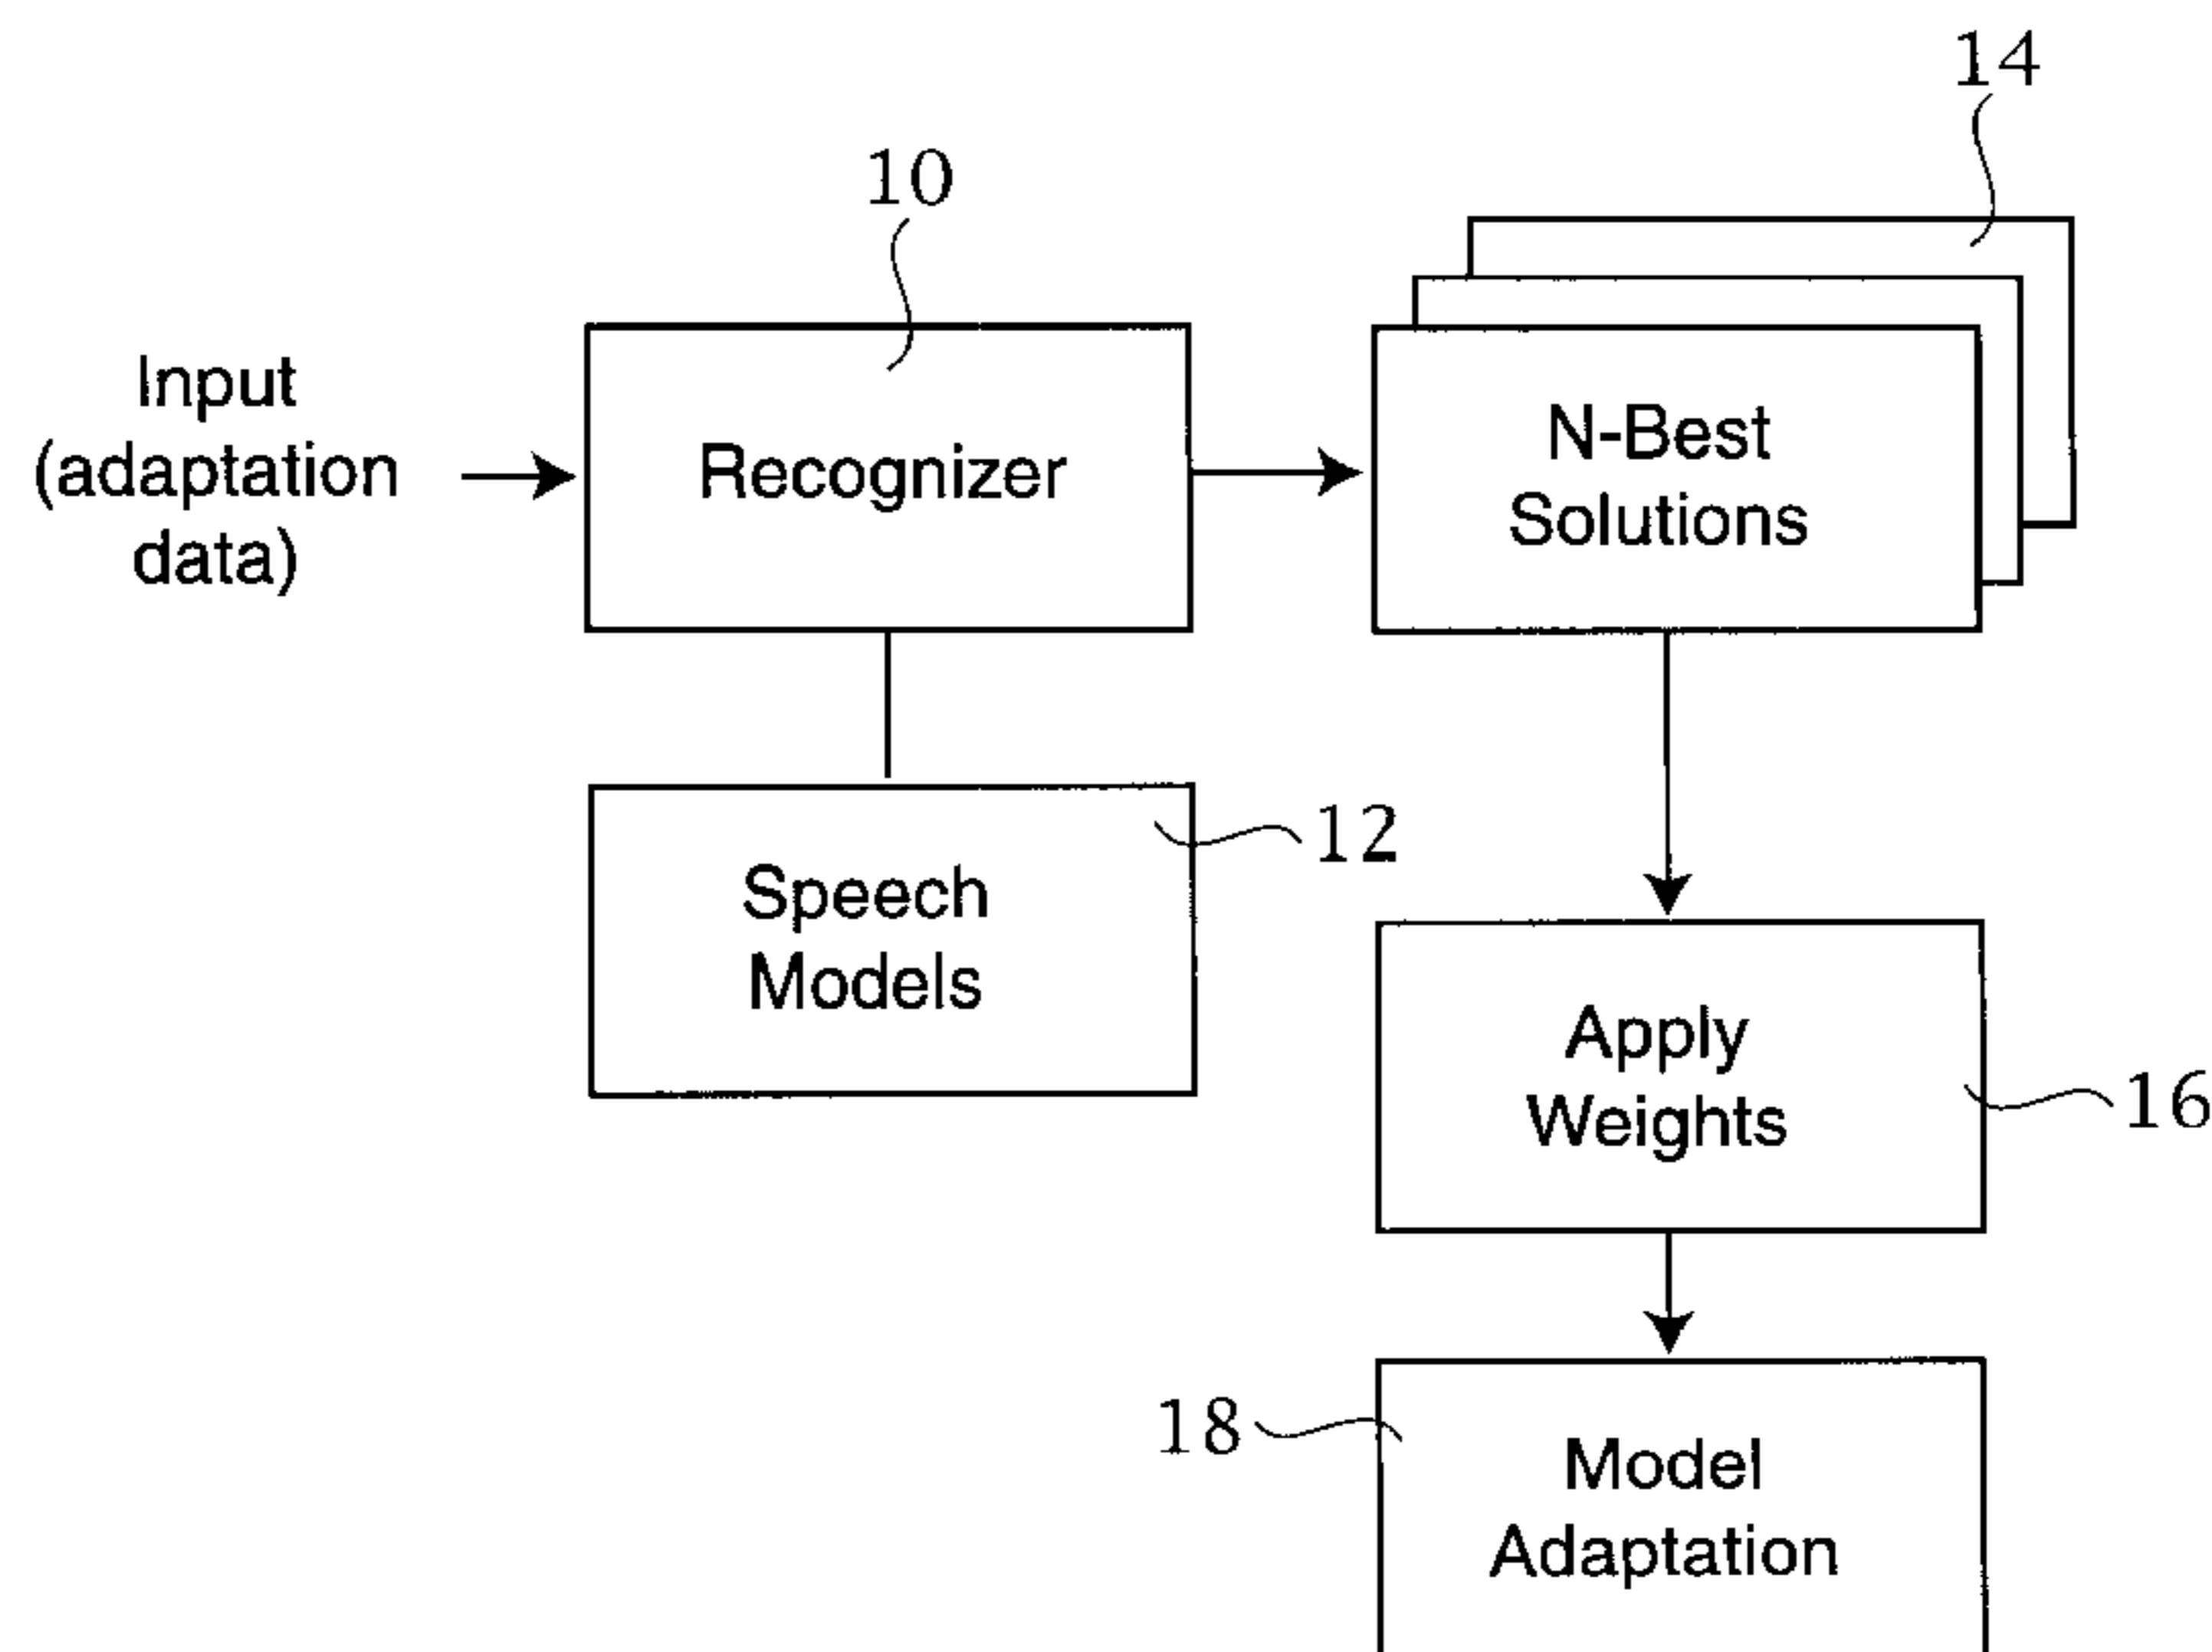 14
10
Input
(adaptation
data)
Recognizer
N-Best
Solutions
Speech
Models
12
Apply
Weights
16
18
Model
Adaptation